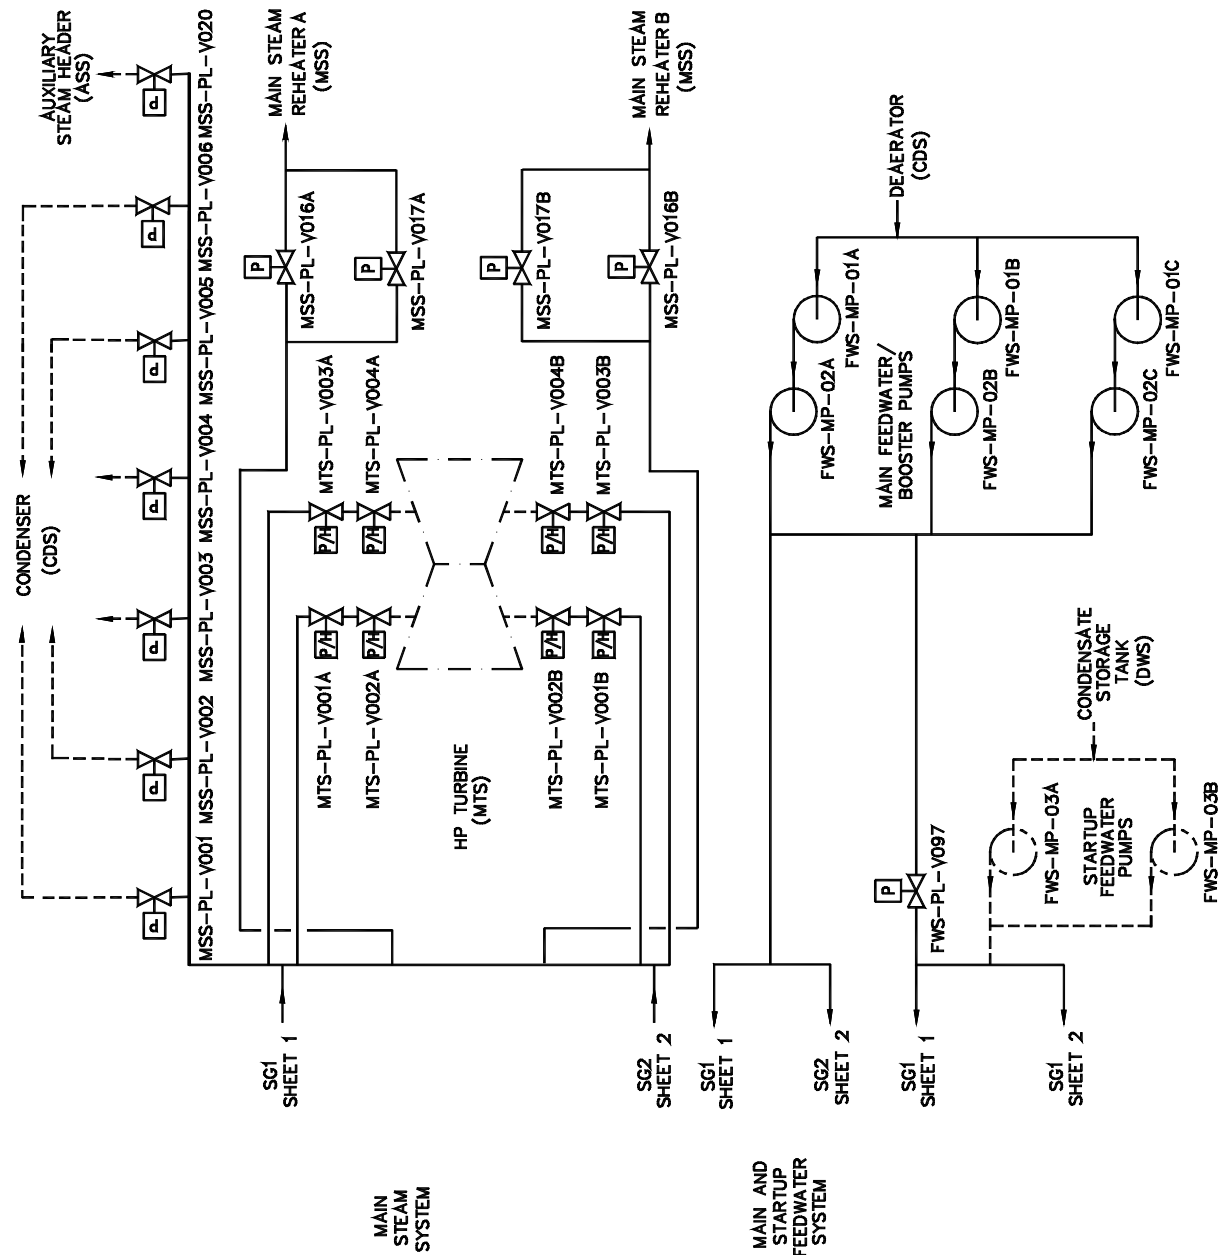 AUXILIARY
STEAM HEADER
(ASS)
CONDENSER
(CDS)
MSS-PL-V001
MSS-PL-V002
MSS-PL-V003
MSS-PL-V004
MSS-PL-V005
MSS-PL-V006
MSS-PL-V020
P
P
P
P
P
P
P
MAIN STEAM
REHEATER A
(MSS)
P
MSS-PL-V016A
P
MSS-PL-V017A
MAIN STEAM
REHEATER B
(MSS)
P
MSS-PL-V017B
P
MSS-PL-V016B
MTS-PL-V003A
MTS-PL-V004A
MTS-PL-V004B
MTS-PL-V003B
P/H
P/H
P/H
P/H
P/H
P/H
P/H
P/H
MTS-PL-V001A
MTS-PL-V002A
MTS-PL-V002B
MTS-PL-V001B
HP TURBINE
(MTS)
SG1
SHEET 1
SG2
SHEET 2
MAIN
STEAM
SYSTEM
DEAERATOR
(CDS)
FWS-MP-01A
FWS-MP-01B
FWS-MP-01C
FWS-MP-02A
FWS-MP-02B
FWS-MP-02C
MAIN FEEDWATER/
BOOSTER PUMPS
CONDENSATE
STORAGE
TANK
(DWS)
FWS-MP-03A
STARTUP
FEEDWATER
PUMPS
FWS-MP-03B
P
FWS-PL-V097
SG1
SHEET 1
SG2
SHEET 2
SG1
SHEET 1
SG1
SHEET 2
MAIN AND
STARTUP
FEEDWATER
SYSTEM